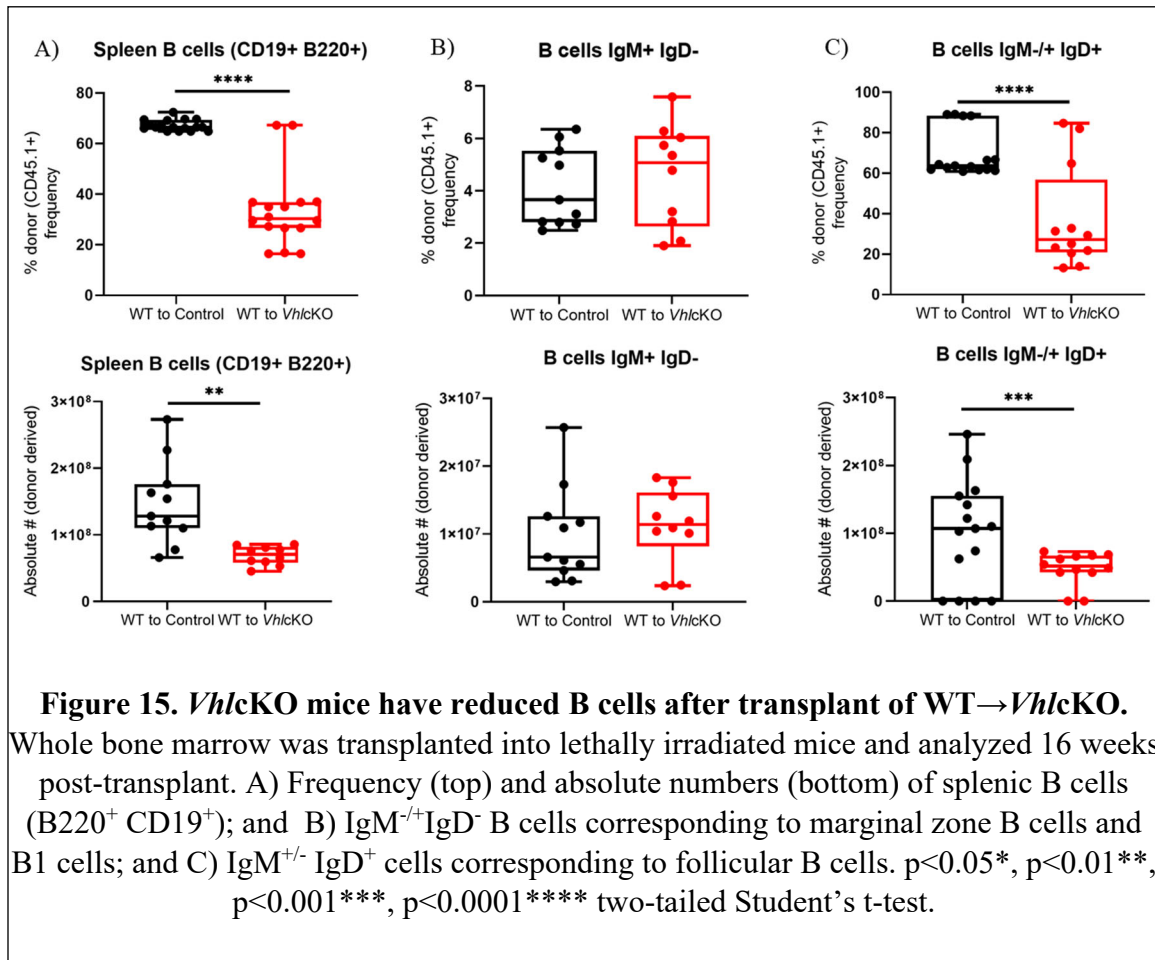 A)
Spleen B cells (CD19+ B220+)
****
% donor (CD45.1+)
frequency
80
60
40
20
0
WT to Control WT to VhlcKO
B)
B cells IgM+ IgD-
% donor (CD45.1+)
frequency
8
6
4
2
0
WT to Control WT to VhlcKO
C)
B cells IgM-/+ IgD+
****
% donor (CD45.1+)
frequency
100
80
60
40
20
0
WT to Control WT to VhlcKO
Spleen B cells (CD19+ B220+)
**
Absolute # (donor derived)
3×10⁸
2×10⁸
1×10⁸
0
WT to Control WT to VhlcKO
B cells IgM+ IgD-
Absolute # (donor derived)
3×10⁷
2×10⁷
1×10⁷
0
WT to Control WT to VhlcKO
B cells IgM-/+ IgD+
***
Absolute # (donor derived)
3×10⁸
2×10⁸
1×10⁸
0
WT to Control WT to VhlcKO
Figure 15. VhlcKO mice have reduced B cells after transplant of WT→VhlcKO.
Whole bone marrow was transplanted into lethally irradiated mice and analyzed 16 weeks
post-transplant. A) Frequency (top) and absolute numbers (bottom) of splenic B cells
(B220⁺ CD19⁺); and B) IgM⁻/⁺IgD⁻ B cells corresponding to marginal zone B cells and
B1 cells; and C) IgM⁺/⁻ IgD⁺ cells corresponding to follicular B cells. p<0.05*, p<0.01**,
p<0.001***, p<0.0001**** two-tailed Student’s t-test.